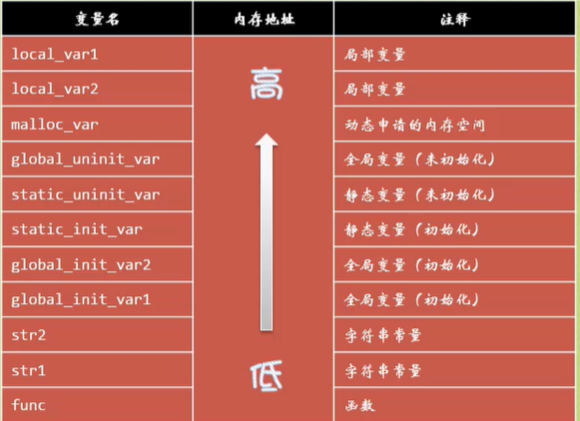 变量名 内存地址 注释
local_var1 局部变量
高
local_var2 局部变量
malloc_var 动态申请的内存空间
global_uninit_var 全局变量（未初始化）
static_uninit_var 静态变量（未初始化）
static_init_var 静态变量（初始化）
global_init_var2 全局变量（初始化）
global_init_var1 全局变量（初始化）
str2 字符串常量
低
str1 字符串常量
func 函数